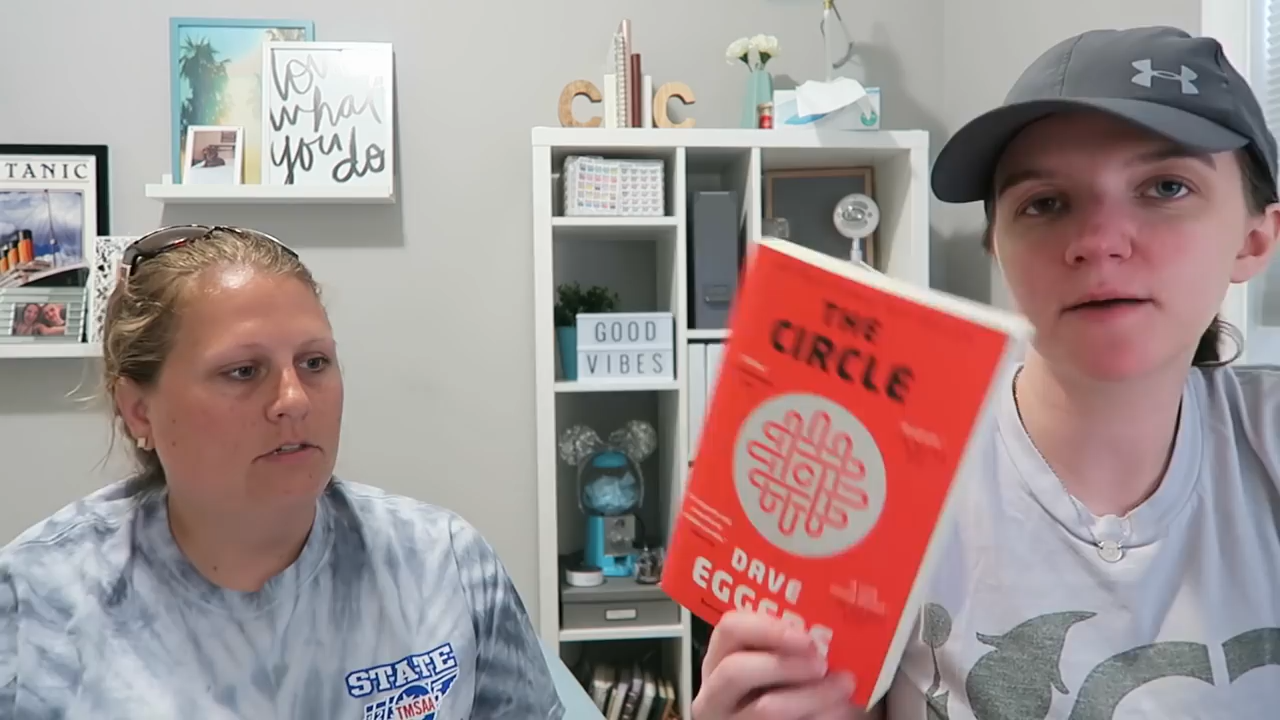 TANIC
love
what
you do
GOOD
VIBES
THE
CIRCLE
DAVE
EGGERS
STATE
TMSAA